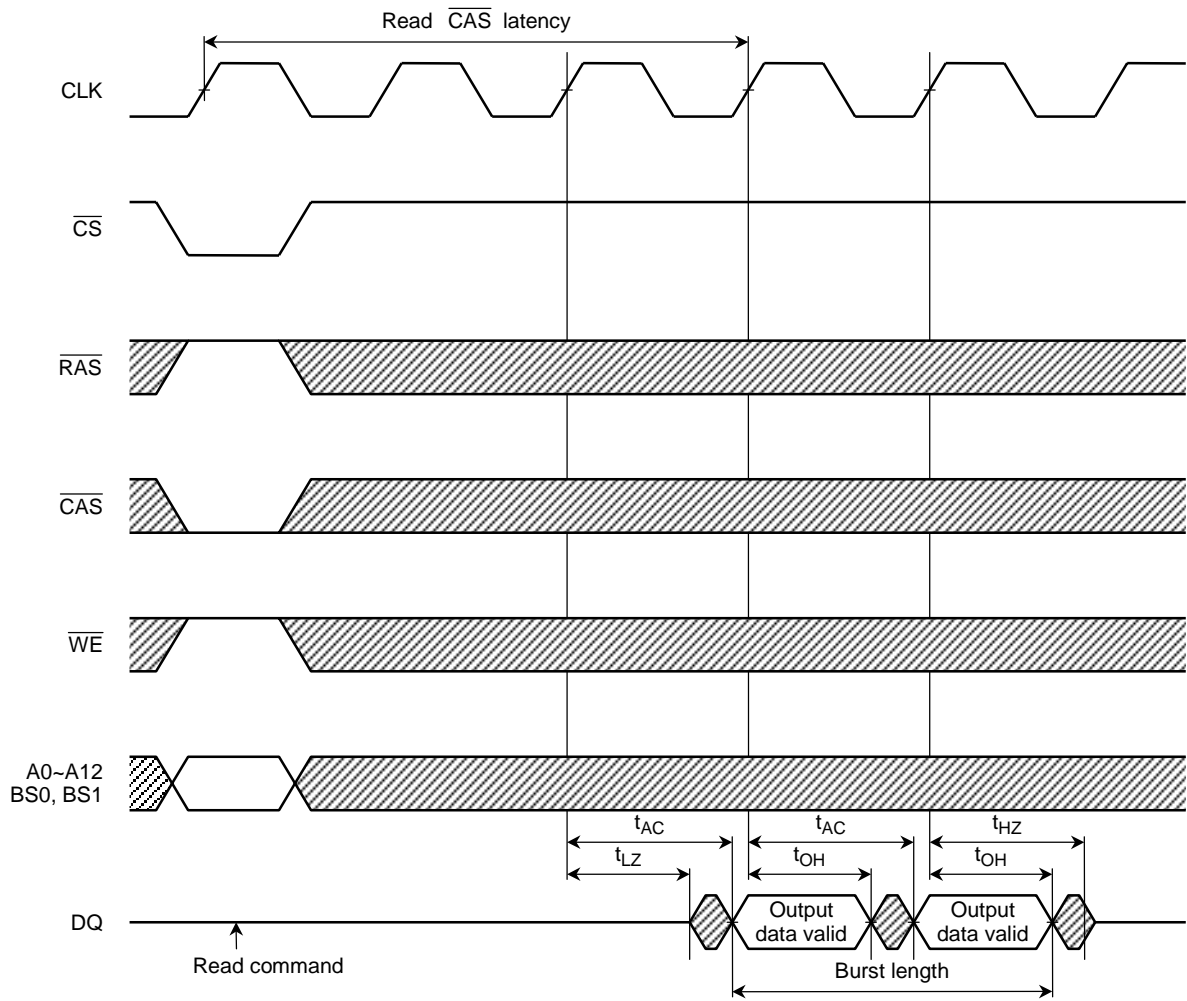 Read CAS latency
CLK
CS
RAS
CAS
WE
A0~A12
BS0, BS1
tAC
tAC
tHZ
tLZ
tOH
tOH
DQ
Output
data valid
Output
data valid
Read command
Burst length